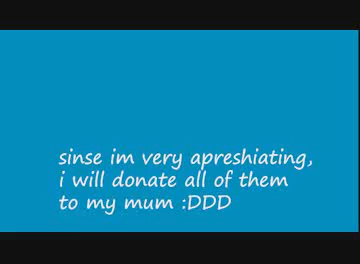 sinse im very apreshiating,
i will donate all of them
to my mum :DDD